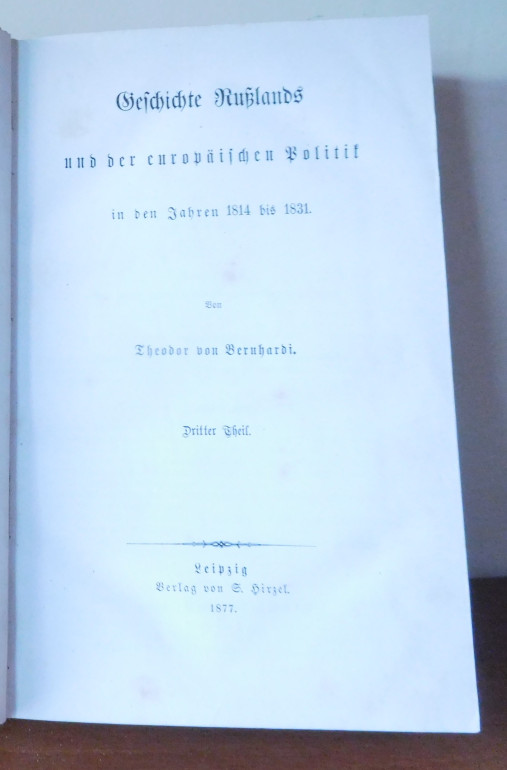 Geſchichte Rußlands
und der europäiſchen Politik
in den Jahren 1814 bis 1831.
Von
Theodor von Bernhardi.
Dritter Theil.
Leipzig
Verlag von S. Hirzel.
1877.